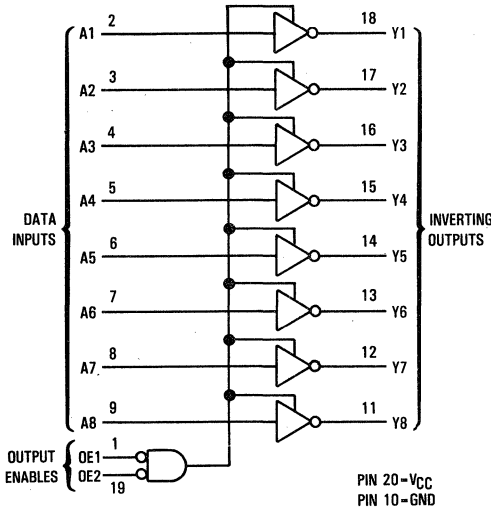 A1 2 18 Y1
A2 3 17 Y2
A3 4 16 Y3
A4 5 15 Y4
DATA INPUTS
INVERTING OUTPUTS
A5 6 14 Y5
A6 7 13 Y6
A7 8 12 Y7
A8 9 11 Y8
OUTPUT ENABLES
OE1 1
OE2 19
PIN 20=VCC
PIN 10=GND